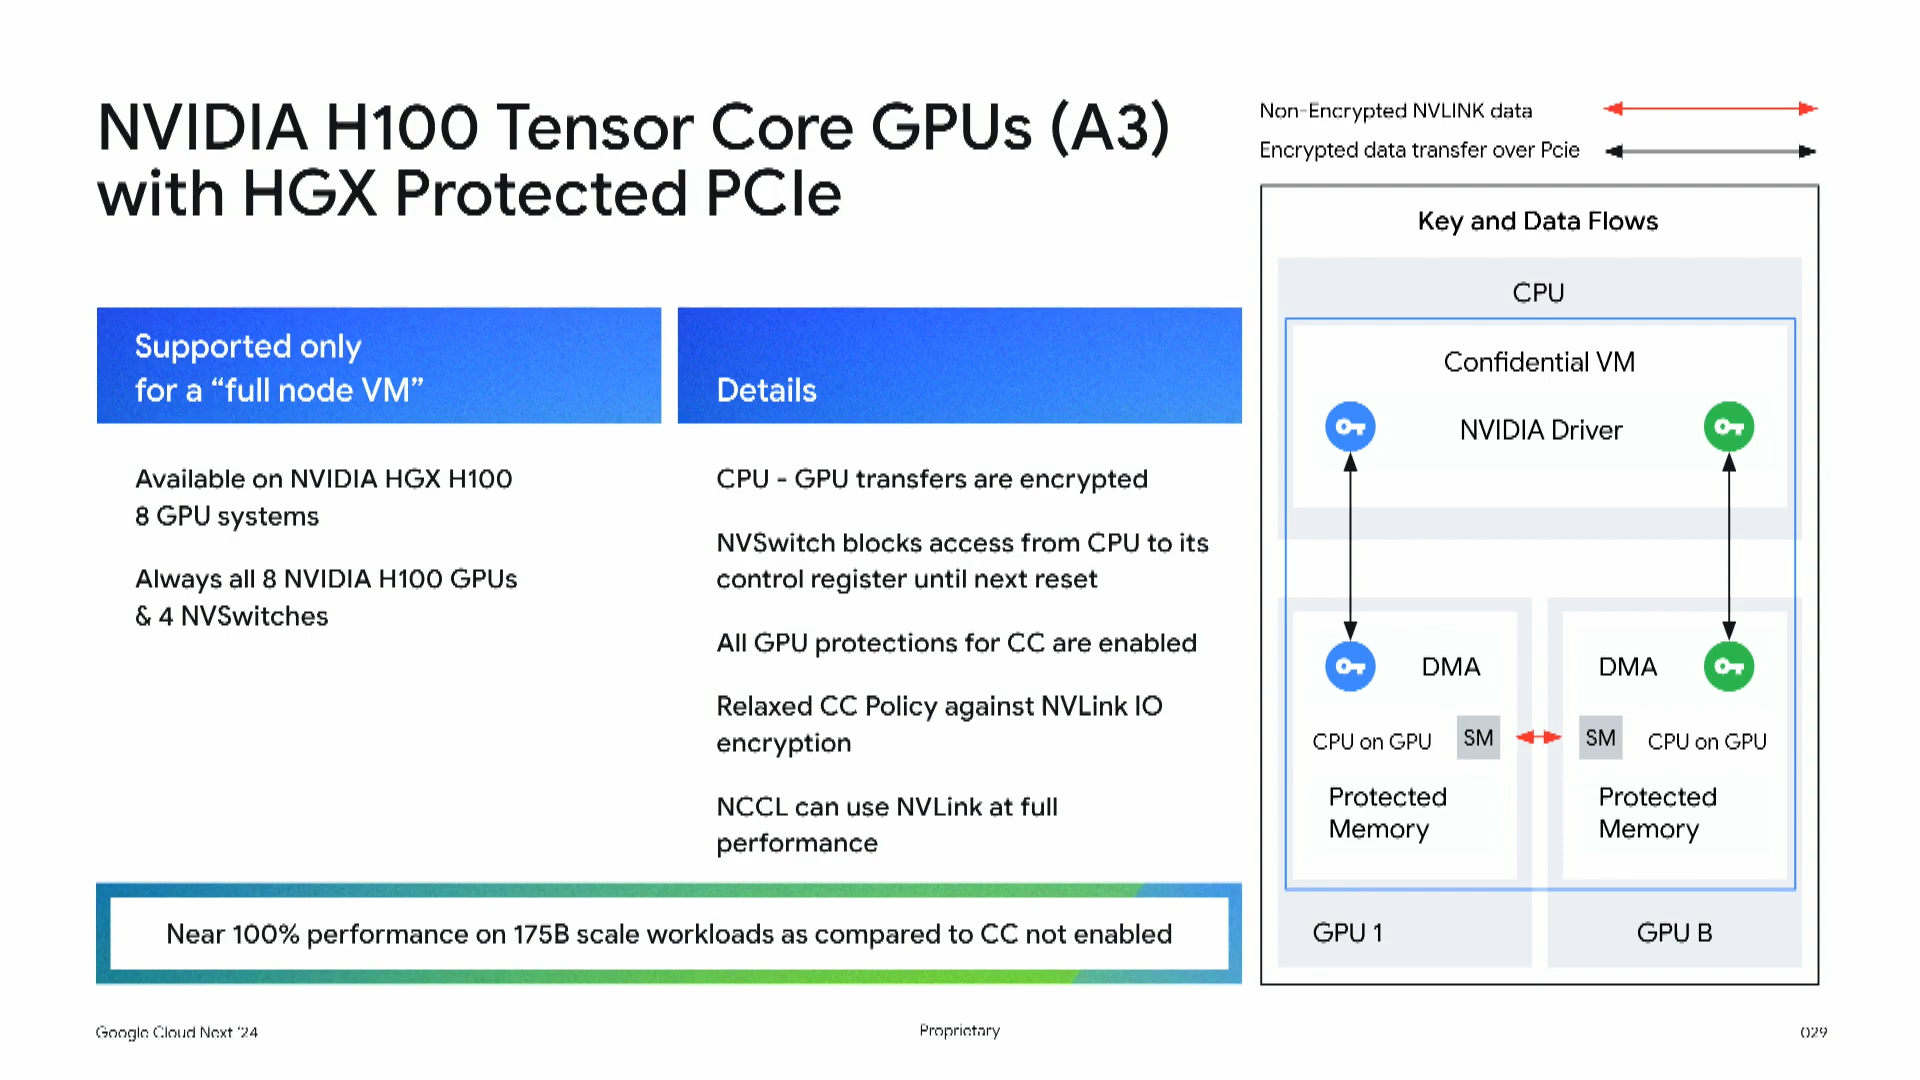 NVIDIA H100 Tensor Core GPUs (A3)
with HGX Protected PCIe
Supported only
for a “full node VM”
Available on NVIDIA HGX H100
8 GPU systems
Always all 8 NVIDIA H100 GPUs
& 4 NVSwitches
Details
CPU - GPU transfers are encrypted
NVSwitch blocks access from CPU to its
control register until next reset
All GPU protections for CC are enabled
Relaxed CC Policy against NVLink IO
encryption
NCCL can use NVLink at full
performance
Near 100% performance on 175B scale workloads as compared to CC not enabled
Non-Encrypted NVLINK data
Encrypted data transfer over Pcie
Key and Data Flows
CPU
Confidential VM
NVIDIA Driver
DMA
DMA
CPU on GPU
SM
SM
CPU on GPU
Protected
Memory
Protected
Memory
GPU 1
GPU B
Google Cloud Next ‘24
Proprietary
029